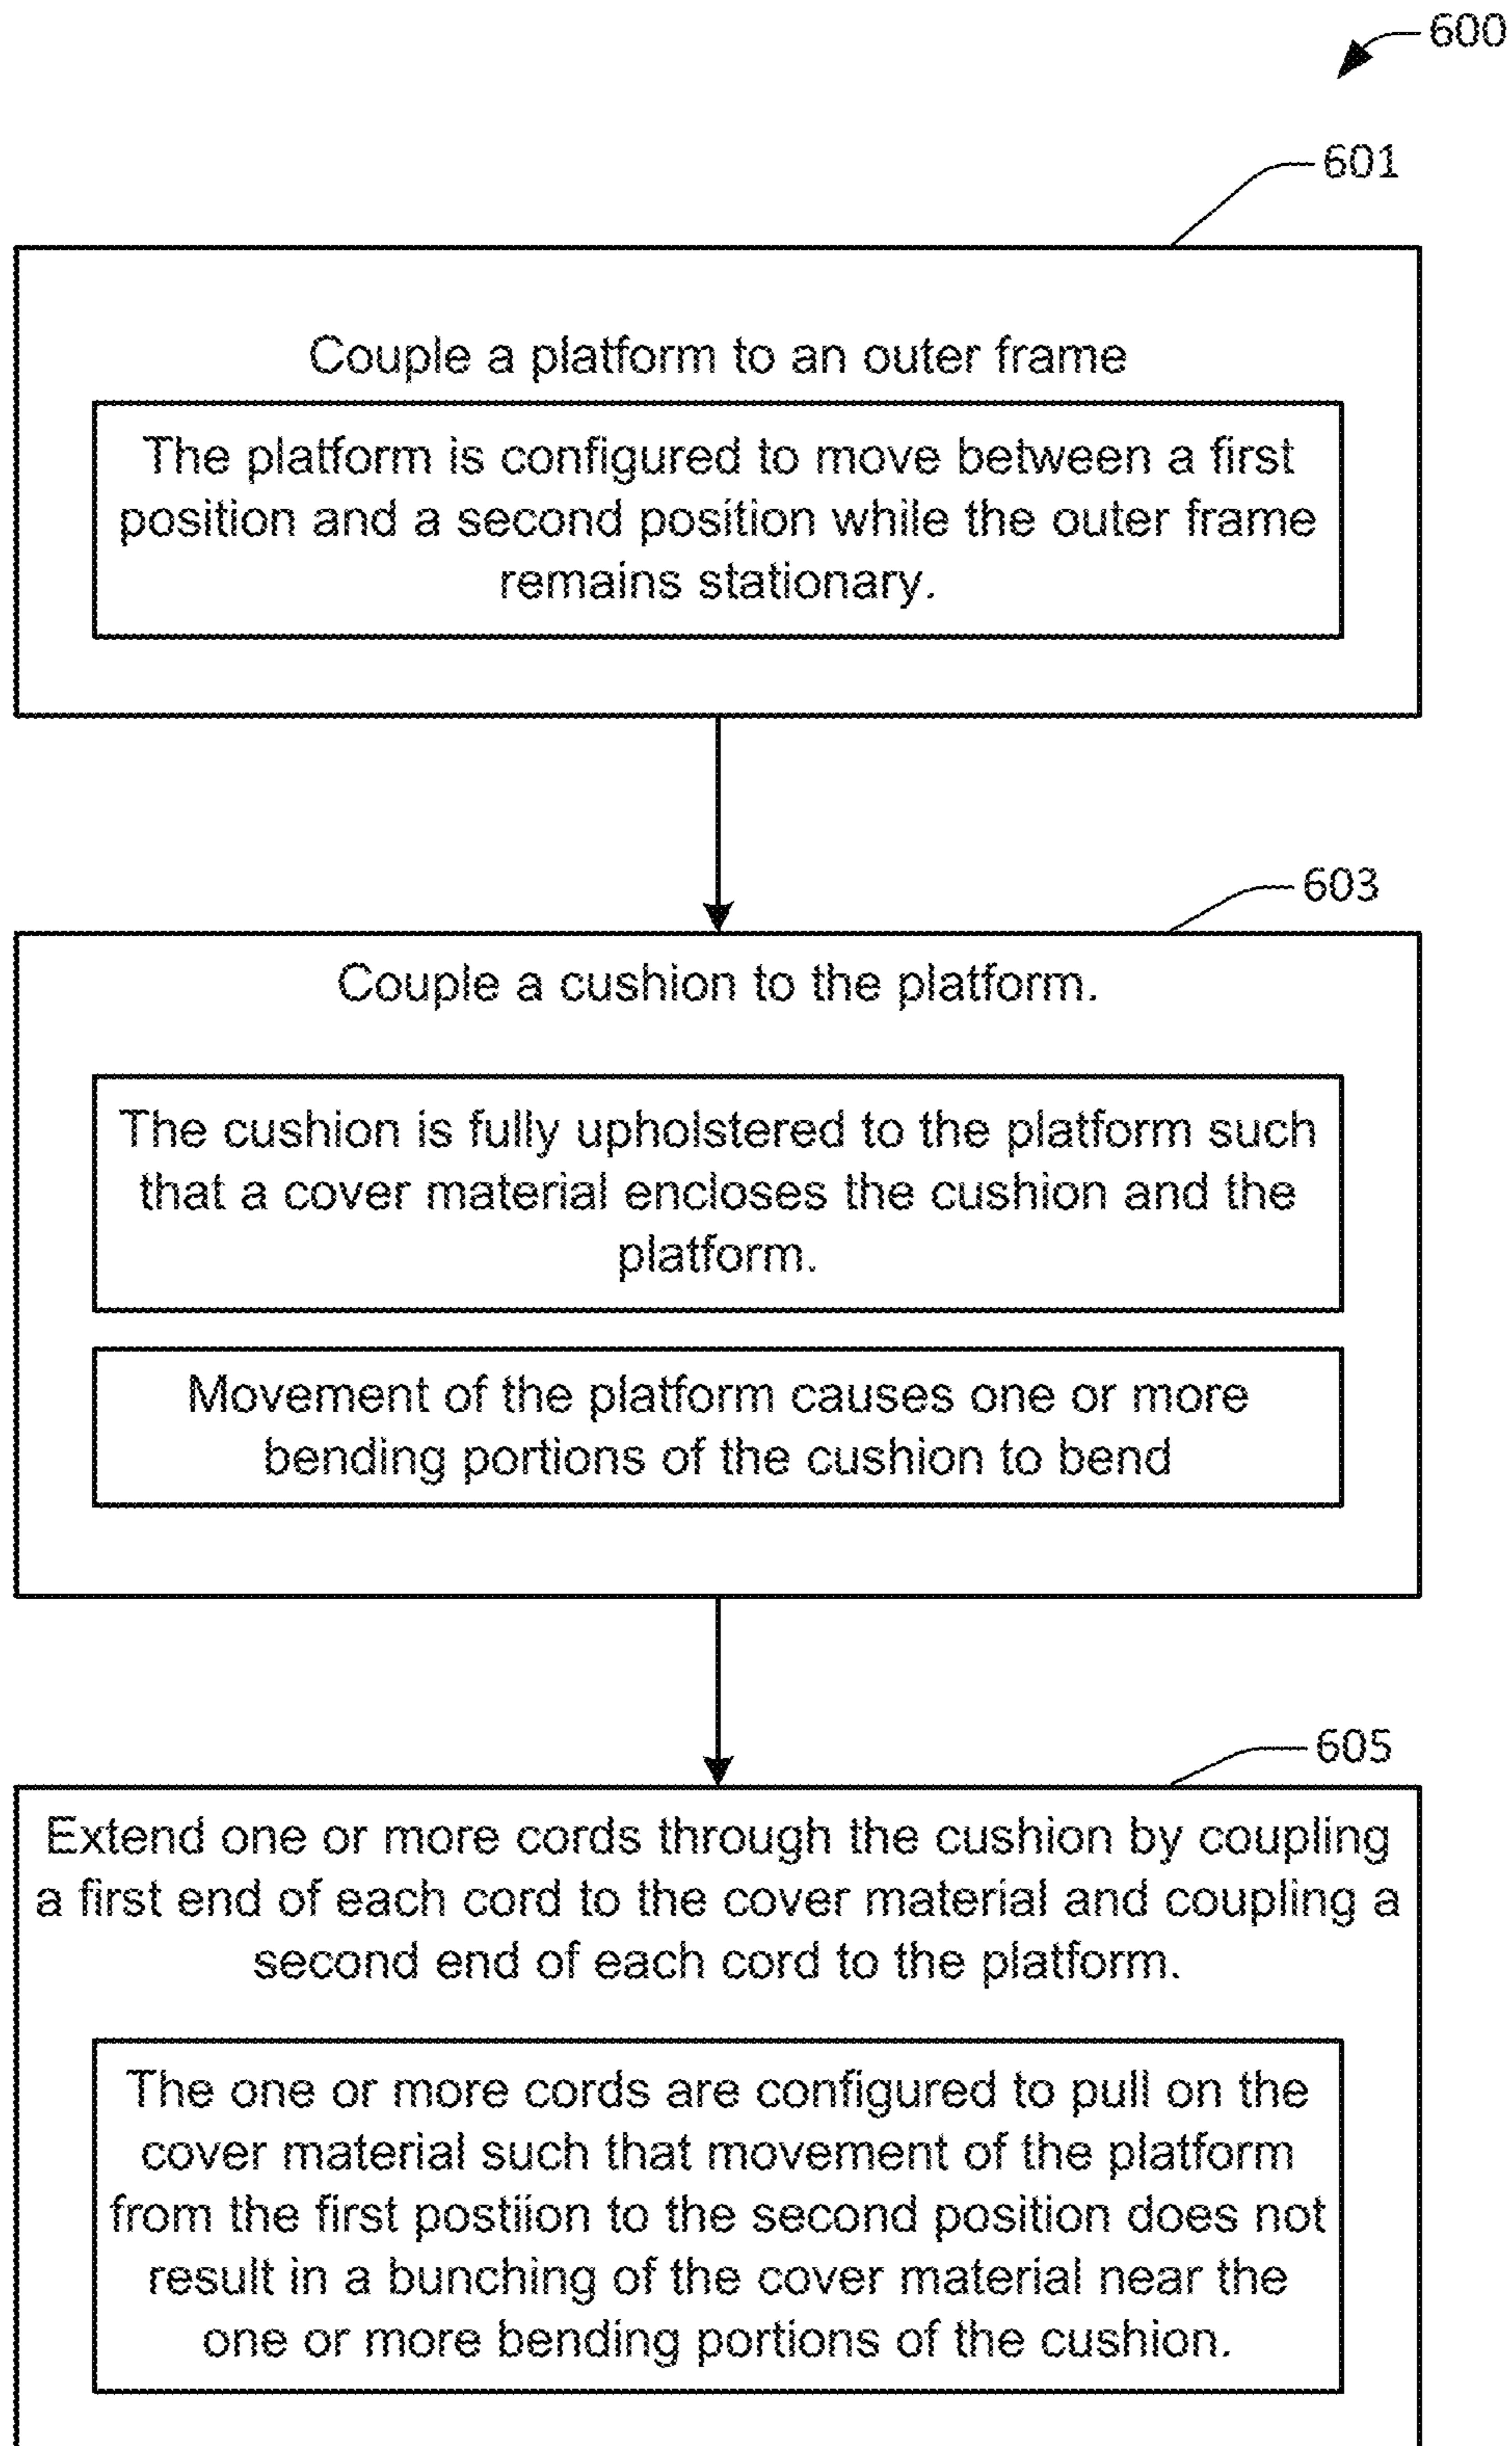 600
601
Couple a platform to an outer frame
The platform is configured to move between a first
position and a second position while the outer frame
remains stationary.
603
Couple a cushion to the platform.
The cushion is fully upholstered to the platform such
that a cover material encloses the cushion and the
platform.
Movement of the platform causes one or more
bending portions of the cushion to bend
605
Extend one or more cords through the cushion by coupling
a first end of each cord to the cover material and coupling a
second end of each cord to the platform.
The one or more cords are configured to pull on the
cover material such that movement of the platform
from the first postiion to the second position does not
result in a bunching of the cover material near the
one or more bending portions of the cushion.